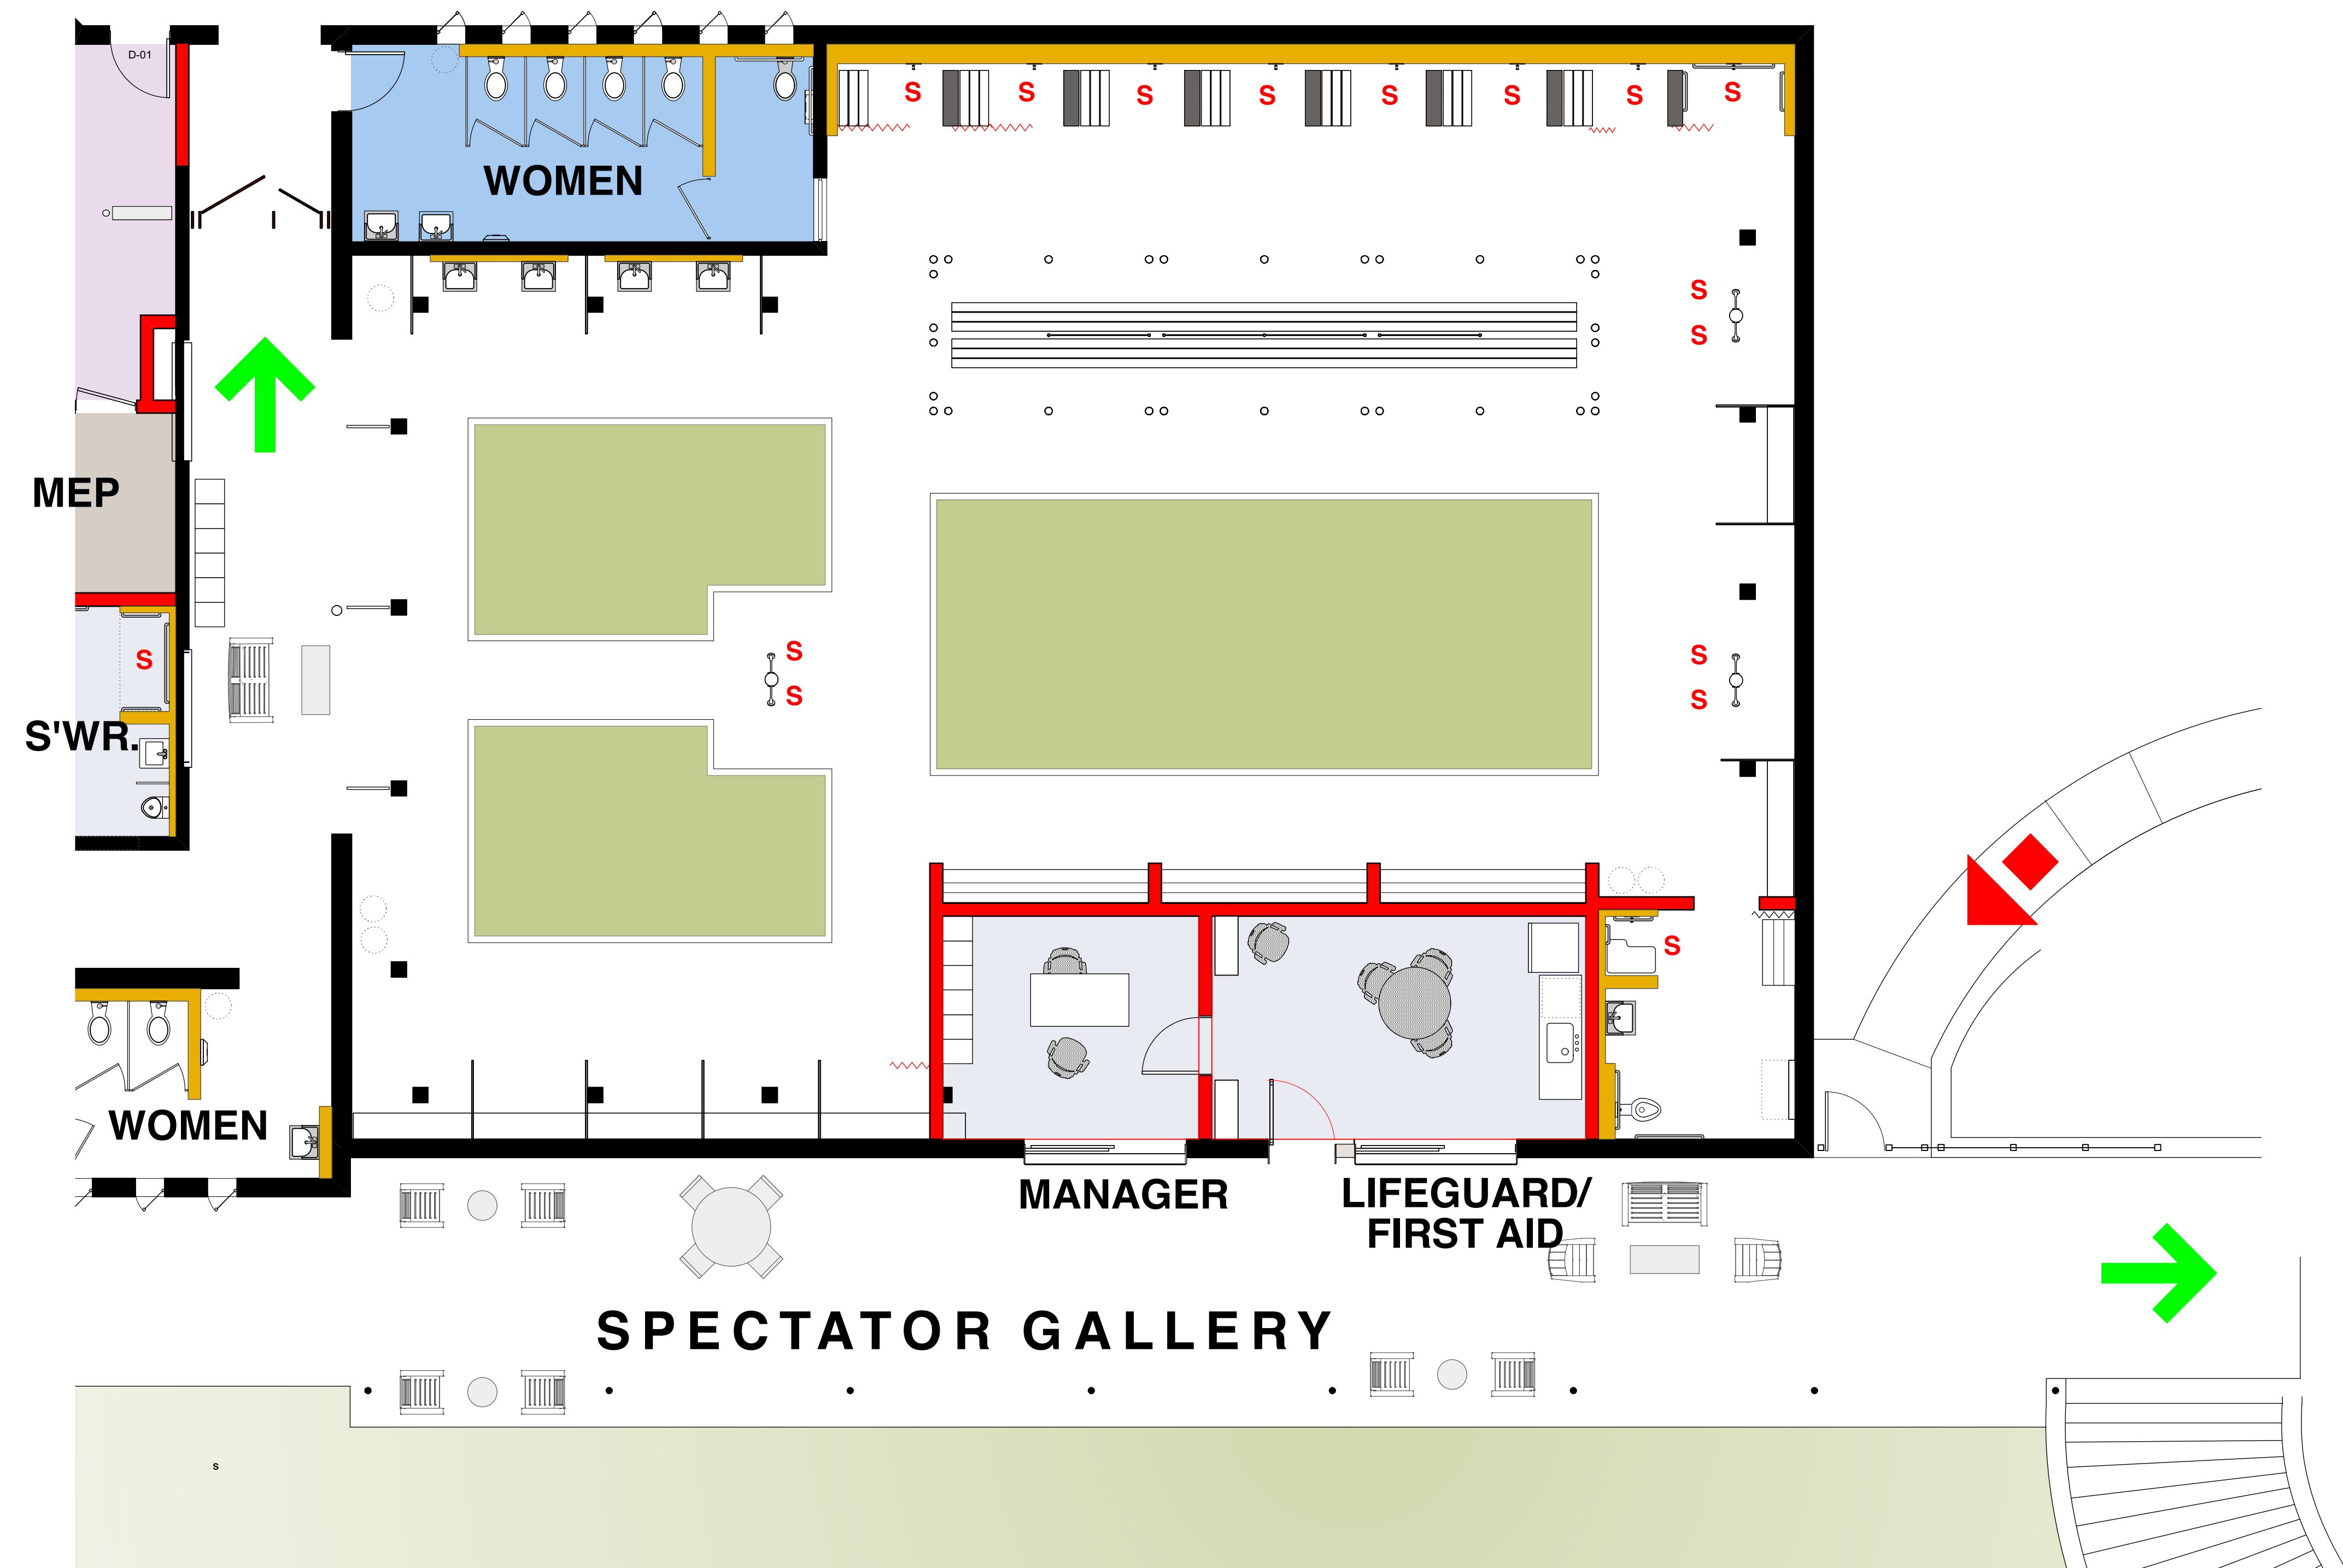 D-01
S S S S S S S S
WOMEN
S
S
MEP
S
S
S
S
S
S
S'WR.
S
WOMEN
MANAGER
LIFEGUARD/
FIRST AID
SPECTATOR GALLERY
S